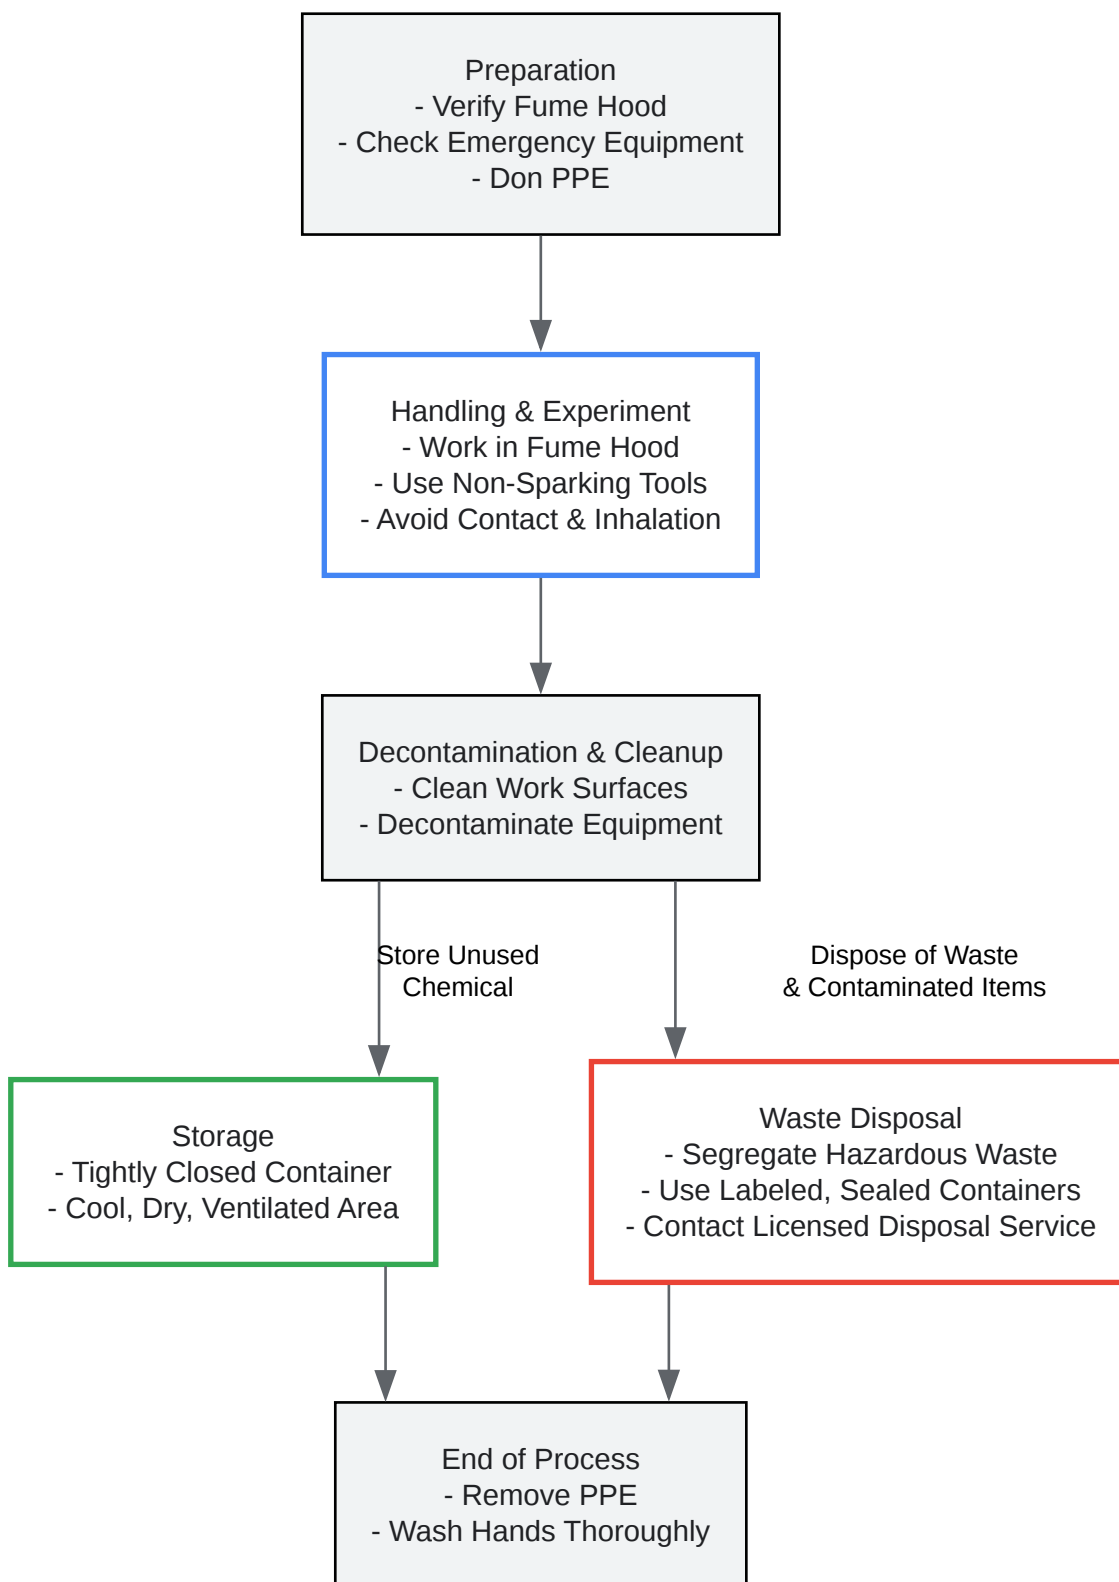 Preparation
- Verify Fume Hood
- Check Emergency Equipment
- Don PPE
Handling & Experiment
- Work in Fume Hood
- Use Non-Sparking Tools
- Avoid Contact & Inhalation
Decontamination & Cleanup
- Clean Work Surfaces
- Decontaminate Equipment
Store Unused
Chemical
Dispose of Waste
& Contaminated Items
Storage
- Tightly Closed Container
- Cool, Dry, Ventilated Area
Waste Disposal
- Segregate Hazardous Waste
- Use Labeled, Sealed Containers
- Contact Licensed Disposal Service
End of Process
- Remove PPE
- Wash Hands Thoroughly